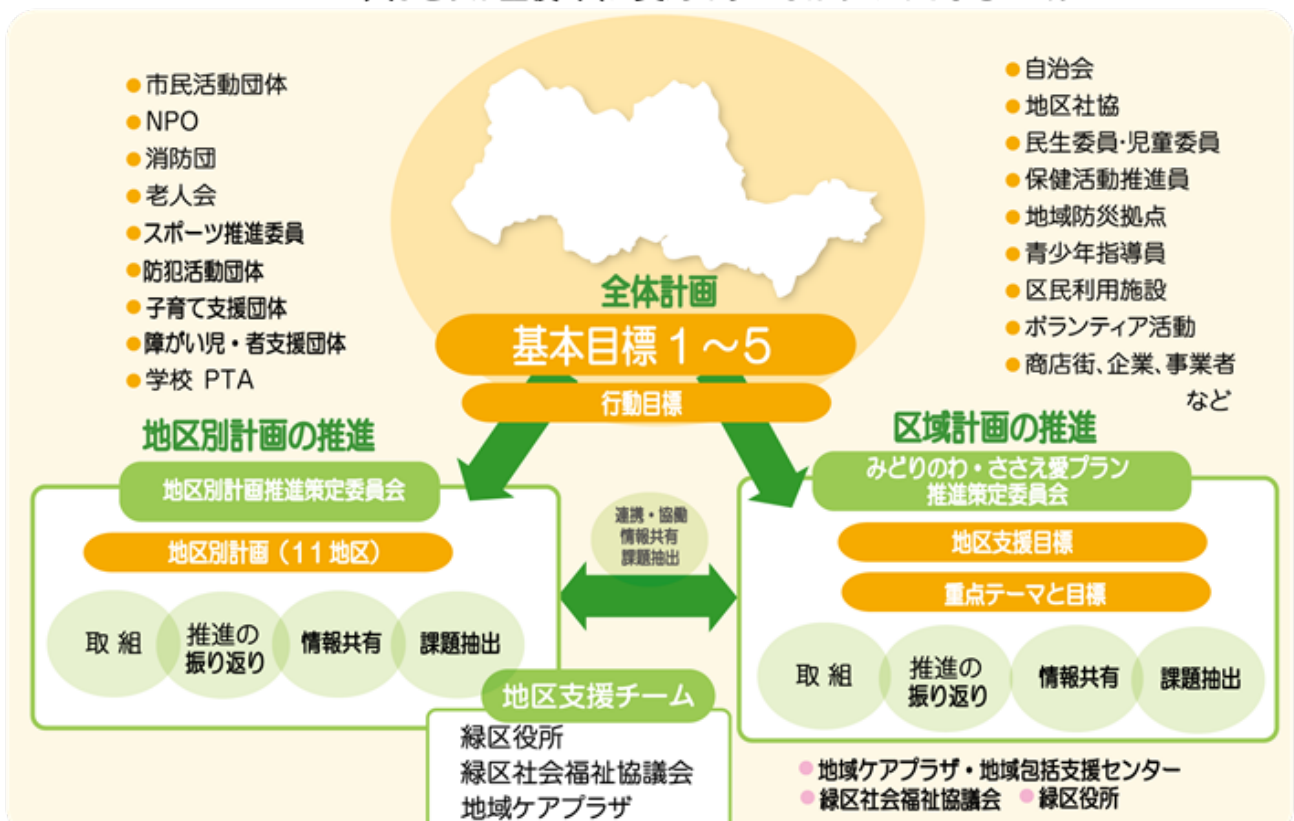 市民活動団体
NPO
消防団
老人会
スポーツ推進委員
防犯活動団体
子育て支援団体
障がい児・者支援団体
学校 PTA
自治会
地区社協
民生委員・児童委員
保健活動推進員
地域防災拠点
青少年指導員
区民利用施設
ボランティア活動
商店街、企業、事業者
など
全体計画
基本目標1～5
行動目標
地区別計画の推進
地区別計画推進策定委員会
地区別計画（11地区）
取組
推進の
振り返り
情報共有
課題抽出
連携・協働
情報共有
課題抽出
区域計画の推進
みどりのわ・ささえ愛プラン
推進策定委員会
地区支援目標
重点テーマと目標
取組
推進の
振り返り
情報共有
課題抽出
地区支援チーム
緑区役所
緑区社会福祉協議会
地域ケアプラザ
地域ケアプラザ・地域包括支援センター
緑区社会福祉協議会 緑区役所